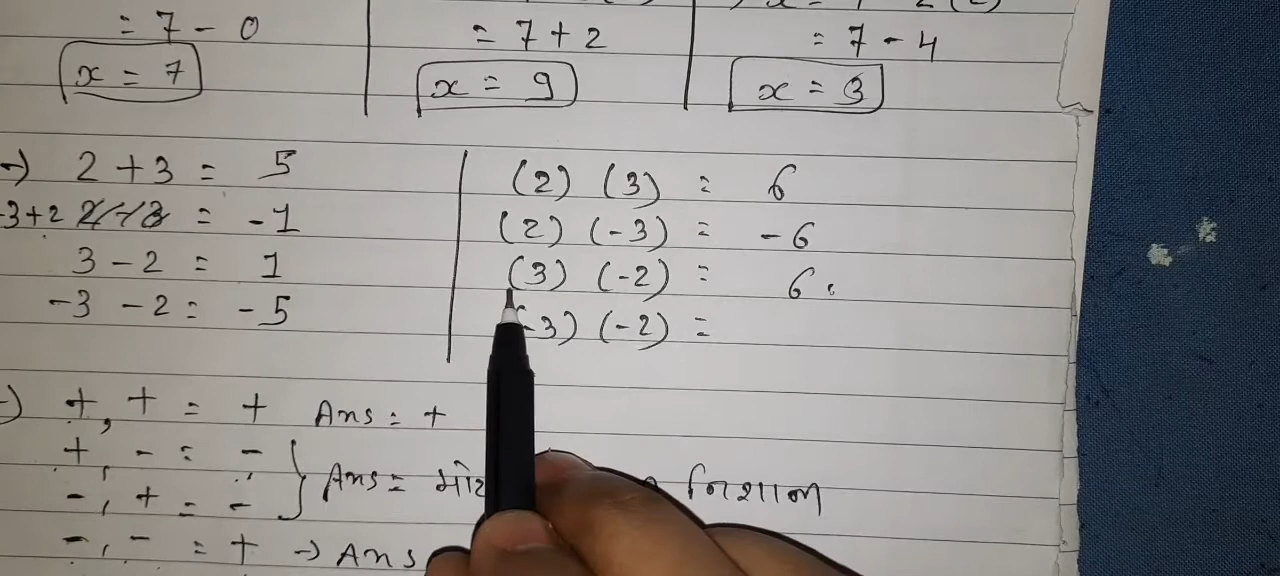 = 7 - 0
x = 7
= 7 + 2
x = 9
= 7 - 4
x = 3
→) 2 + 3 = 5
-3+2 = -1
3 - 2 = 1
-3 - 2 = -5
(2) (3) = 6
(2) (-3) = -6
(3) (-2) = 6
-3) (-2) =
+, + = + Ans = +
+, - = -
-, + = - } Ans = निशान
-, - = + → Ans